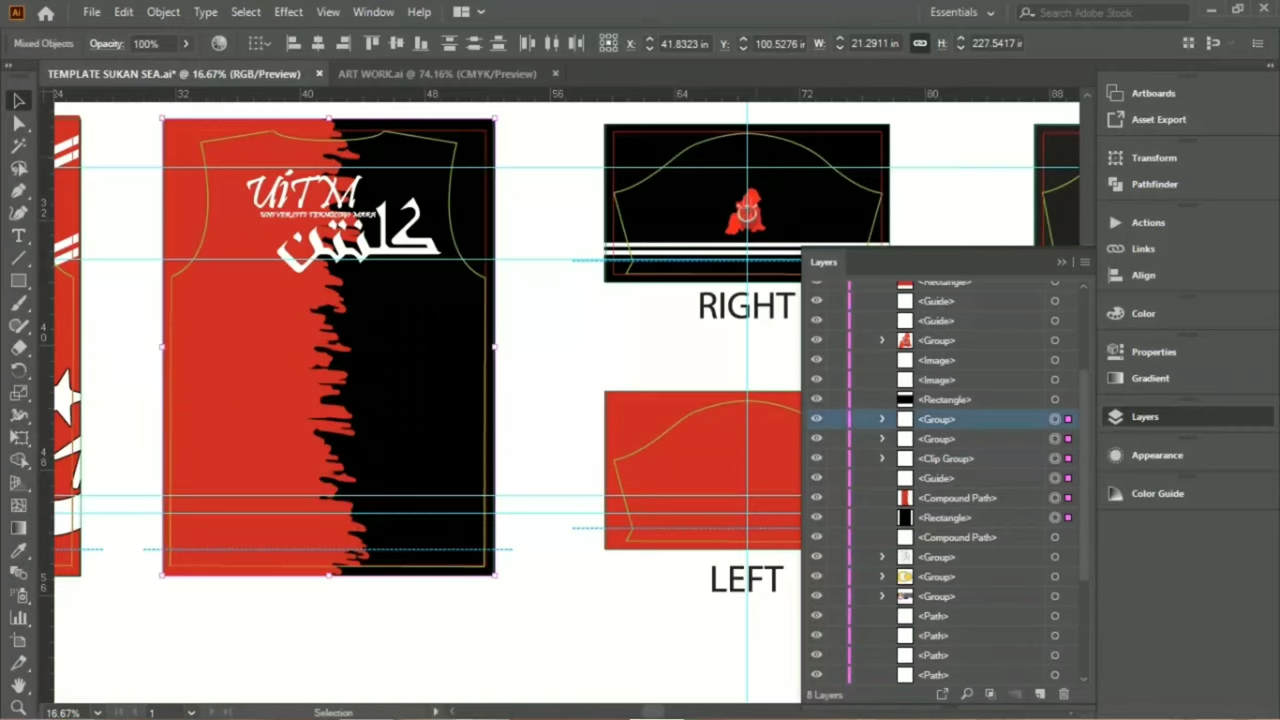 File Edit Object Type Select Effect View Window Help Essentials Search Adobe Stock
Mixed Objects Opacity: 100% X: 41.8323 in Y: 100.5276 in W: 21.2911 in H: 227.5417 in
TEMPLATE SUKAN SEA.ai* @ 16.67% (RGB/Preview) × ART WORK.ai @ 74.16% (CMYK/Preview) ×
24 32 40 48 56 64 72 80 88
Artboards
Asset Export
Transform
Pathfinder
Actions
Links
Align
Color
Properties
Gradient
Layers
Appearance
Color Guide
UiTM
UNIVERSITI TEKNOLOGI MARA
كلنتن
RIGHT
LEFT
Layers
<Rectangle>
<Guide>
<Guide>
<Group>
<Image>
<Image>
<Rectangle>
<Group>
<Group>
<Clip Group>
<Guide>
<Compound Path>
<Rectangle>
<Compound Path>
<Group>
<Group>
<Group>
<Path>
<Path>
<Path>
<Path>
8 Layers
16.67% 1 Selection